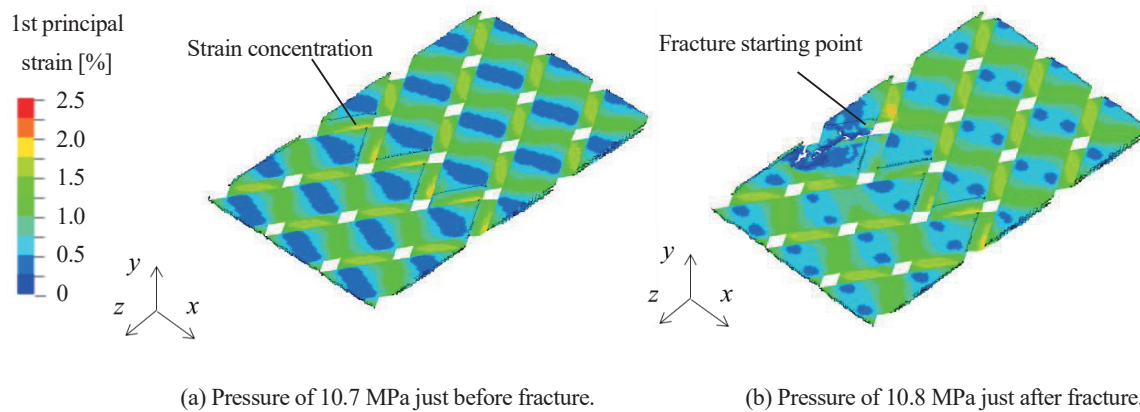 1st principal
strain [%]
2.5
2.0
1.5
1.0
0.5
0
Strain concentration
y
z
x
(a) Pressure of 10.7 MPa just before fracture.
Fracture starting point
y
z
x
(b) Pressure of 10.8 MPa just after fracture.